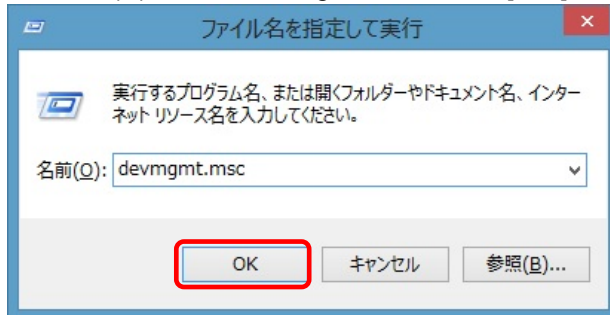 ファイル名を指定して実行
実行するプログラム名、または開くフォルダーやドキュメント名、インター
ネット リソース名を入力してください。
名前(O): devmgmt.msc
OK キャンセル 参照(B)...